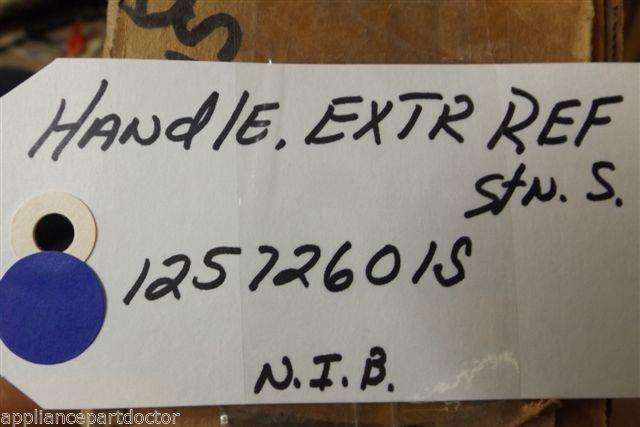 HANdlE, EXTR REF
StN. S.
12572601S
N.I.B.
appliancepartdoctor